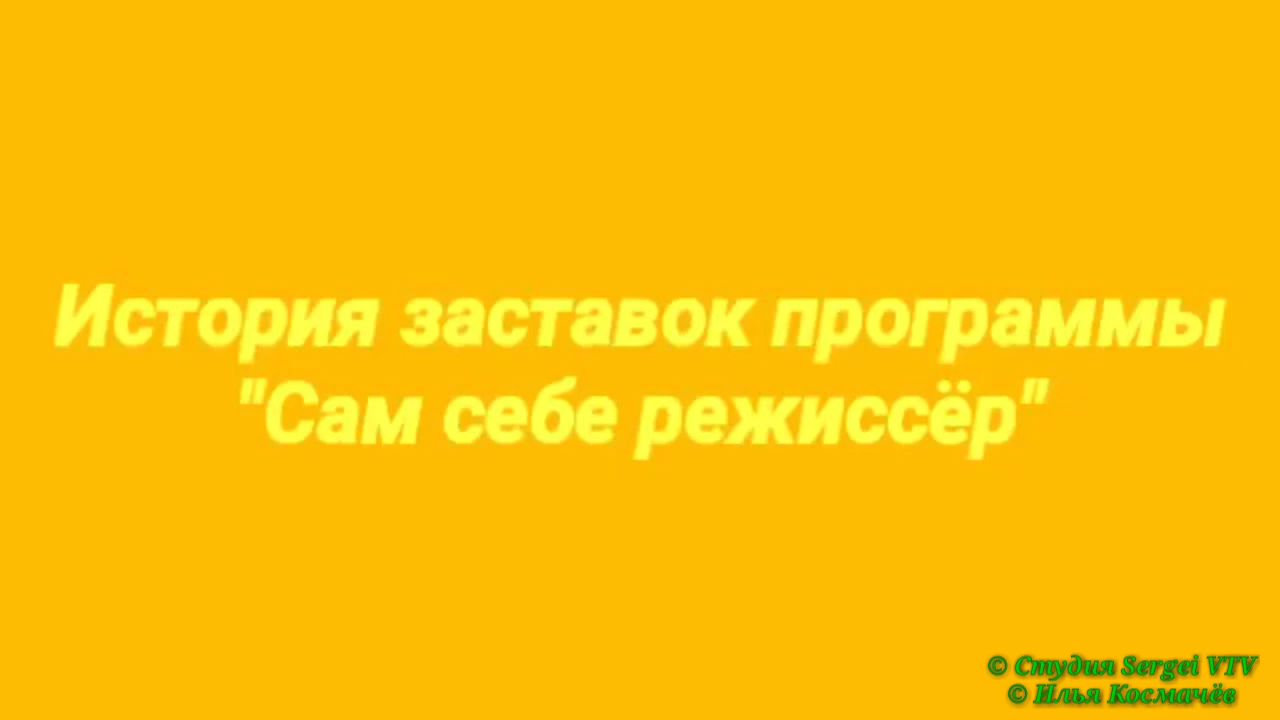 История заставок программы
"Сам себе режиссёр"
© Студия Sergei VTV
© Илья Космачёв